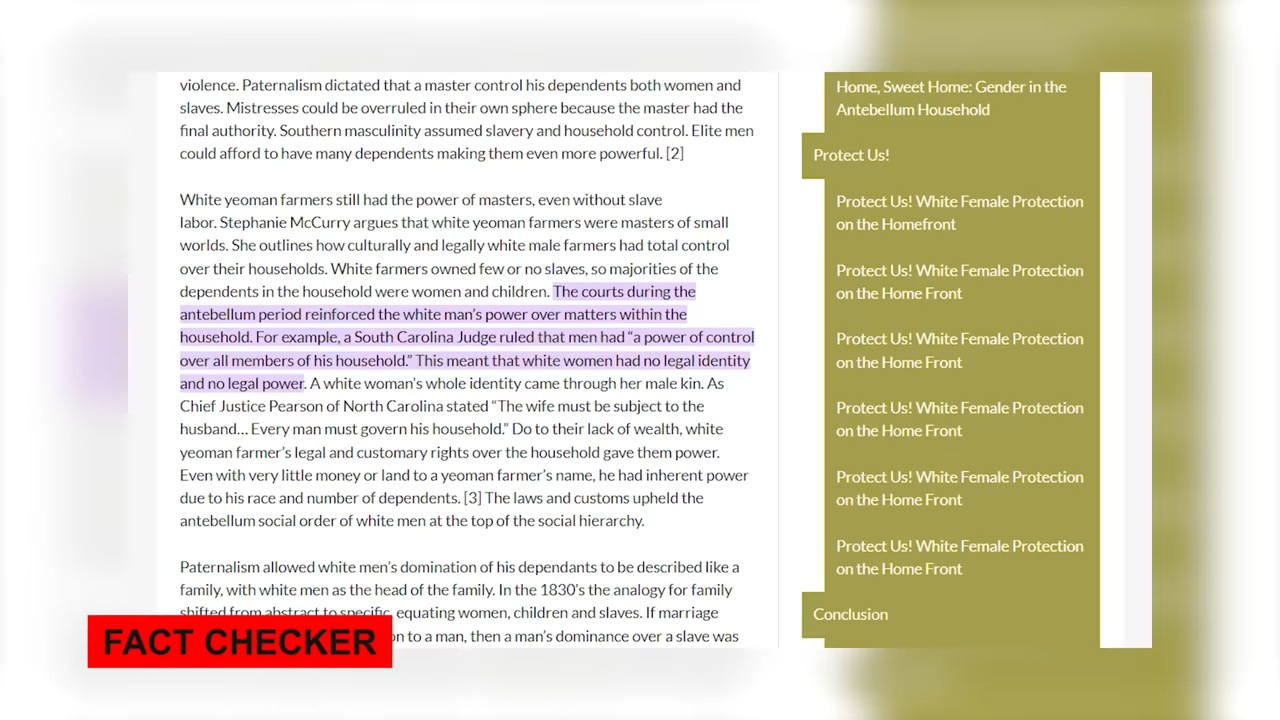 violence. Paternalism dictated that a master control his dependents both women and
slaves. Mistresses could be overruled in their own sphere because the master had the
final authority. Southern masculinity assumed slavery and household control. Elite men
could afford to have many dependents making them even more powerful. [2]
White yeoman farmers still had the power of masters, even without slave
labor. Stephanie McCurry argues that white yeoman farmers were masters of small
worlds. She outlines how culturally and legally white male farmers had total control
over their households. White farmers owned few or no slaves, so majorities of the
dependents in the household were women and children. The courts during the
antebellum period reinforced the white man's power over matters within the
household. For example, a South Carolina Judge ruled that men had “a power of control
over all members of his household.” This meant that white women had no legal identity
and no legal power. A white woman's whole identity came through her male kin. As
Chief Justice Pearson of North Carolina stated “The wife must be subject to the
husband... Every man must govern his household.” Do to their lack of wealth, white
yeoman farmer's legal and customary rights over the household gave them power.
Even with very little money or land to a yeoman farmer's name, he had inherent power
due to his race and number of dependents. [3] The laws and customs upheld the
antebellum social order of white men at the top of the social hierarchy.
Paternalism allowed white men's domination of his dependants to be described like a
family, with white men as the head of the family. In the 1830's the analogy for family
shifted from abstract to specific, equating women, children and slaves. If marriage
on to a man, then a man's dominance over a slave was
Home, Sweet Home: Gender in the
Antebellum Household
Protect Us!
Protect Us! White Female Protection
on the Homefront
Protect Us! White Female Protection
on the Home Front
Protect Us! White Female Protection
on the Home Front
Protect Us! White Female Protection
on the Home Front
Protect Us! White Female Protection
on the Home Front
Protect Us! White Female Protection
on the Home Front
Conclusion
FACT CHECKER